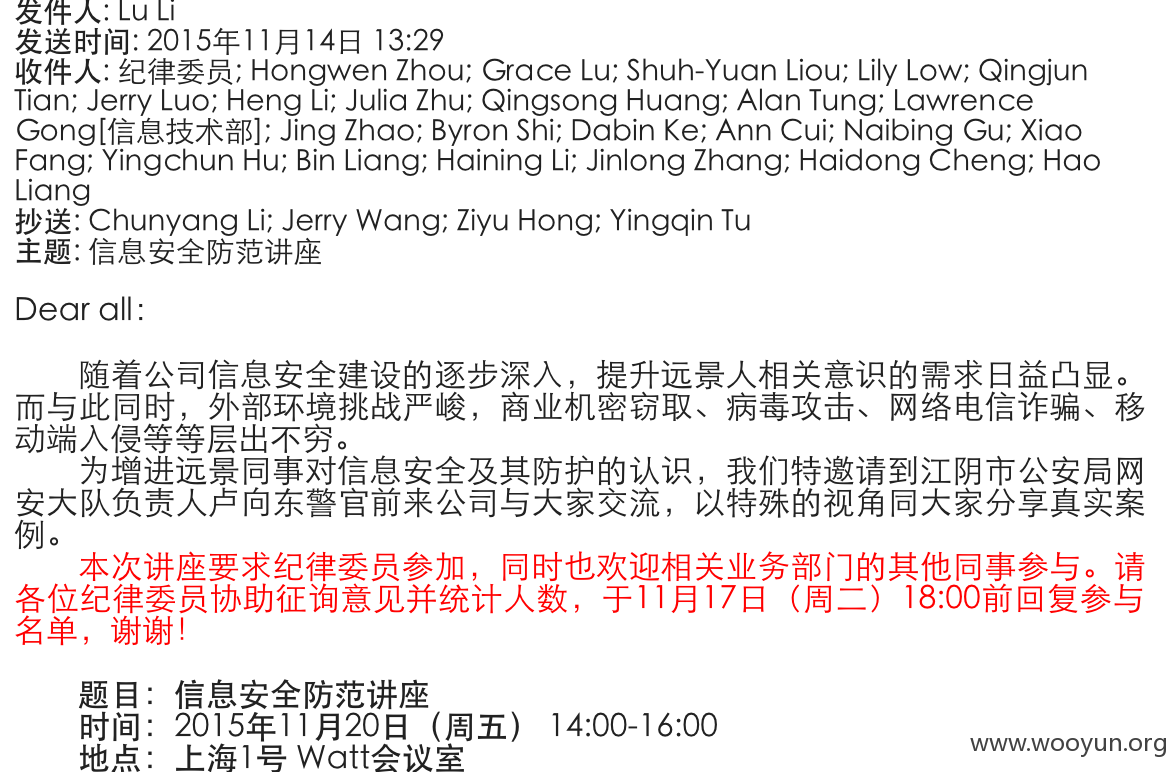 发件人: Lu Li
发送时间: 2015年11月14日 13:29
收件人: 纪律委员; Hongwen Zhou; Grace Lu; Shuh-Yuan Liou; Lily Low; Qingjun
Tian; Jerry Luo; Heng Li; Julia Zhu; Qingsong Huang; Alan Tung; Lawrence
Gong[信息技术部]; Jing Zhao; Byron Shi; Dabin Ke; Ann Cui; Naibing Gu; Xiao
Fang; Yingchun Hu; Bin Liang; Haining Li; Jinlong Zhang; Haidong Cheng; Hao
Liang
抄送: Chunyang Li; Jerry Wang; Ziyu Hong; Yingqin Tu
主题: 信息安全防范讲座
Dear all：
随着公司信息安全建设的逐步深入，提升远景人相关意识的需求日益凸显。
而与此同时，外部环境挑战严峻，商业机密窃取、病毒攻击、网络电信诈骗、移
动端入侵等等层出不穷。
为增进远景同事对信息安全及其防护的认识，我们特邀请到江阴市公安局网
安大队负责人卢向东警官前来公司与大家交流，以特殊的视角同大家分享真实案
例。
本次讲座要求纪律委员参加，同时也欢迎相关业务部门的其他同事参与。请
各位纪律委员协助征询意见并统计人数，于11月17日（周二）18:00前回复参与
名单，谢谢！
题目：信息安全防范讲座
时间：2015年11月20日（周五） 14:00-16:00
地点：上海1号 Watt会议室
www.wooyun.org